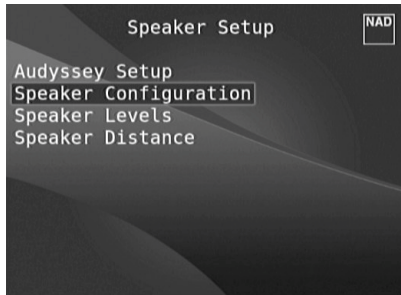 Speaker Setup
NAD
Audyssey Setup
Speaker Configuration
Speaker Levels
Speaker Distance